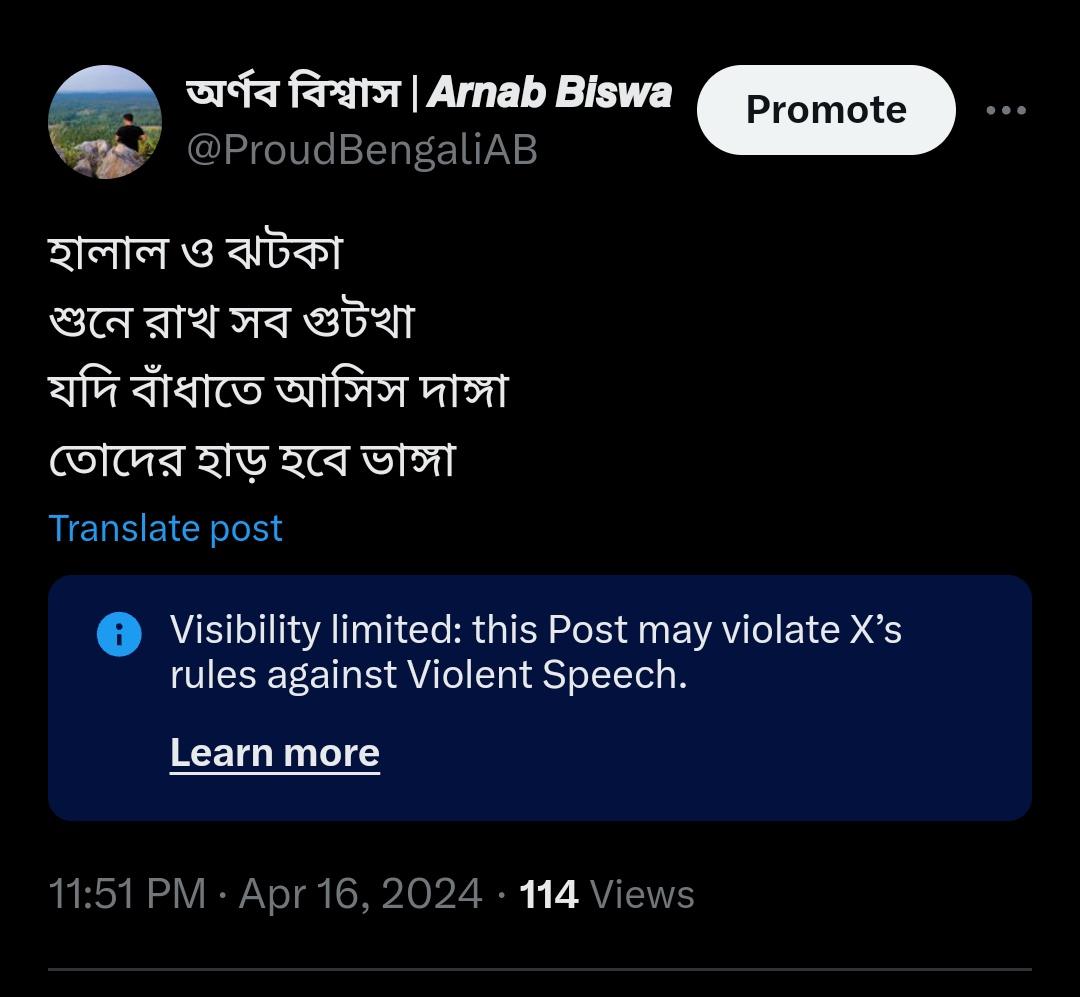 অর্ণব বিশ্বাস | Arnab Biswa
Promote
@ProudBengaliAB
হালাল ও ঝটকা
শুনে রাখ সব গুটখা
যদি বাঁধাতে আসিস দাঙ্গা
তোদের হাড় হবে ভাঙ্গা
Translate post
Visibility limited: this Post may violate X’s
rules against Violent Speech.
Learn more
11:51 PM · Apr 16, 2024 · 114 Views